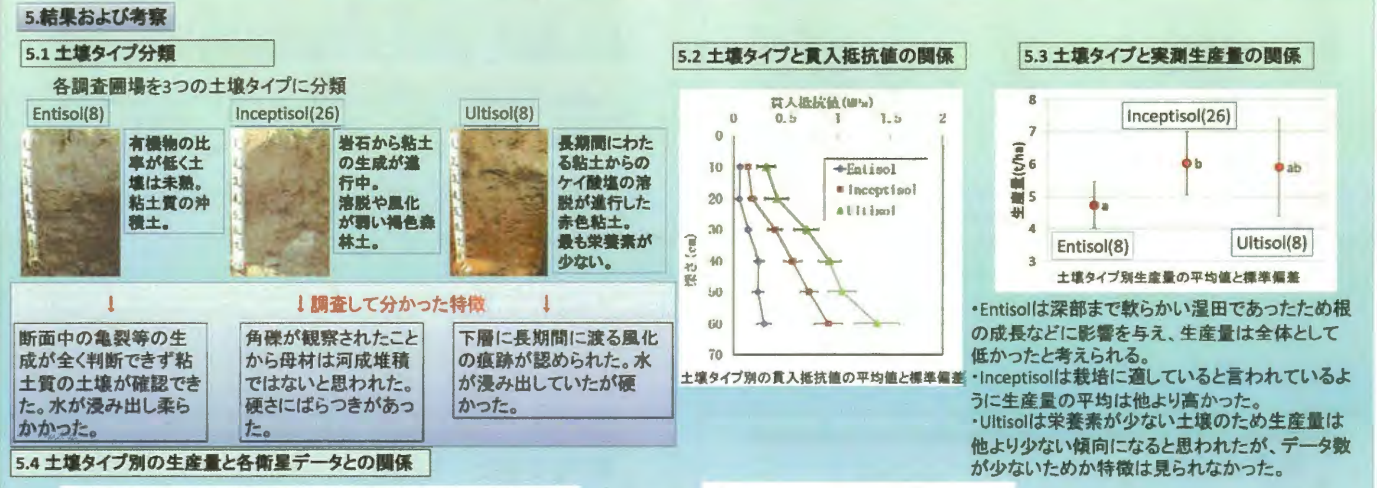 5.結果および考察
5.1 土壌タイプ分類
各調査圃場を3つの土壌タイプに分類
Entisol(8)
有機物の比
率が低く土
壌は未熟。
粘土質の沖
積土。
Inceptisol(26)
岩石から粘土
の生成が進
行中。
溶脱や風化
が弱い褐色森
林土。
Ultisol(8)
長期間にわた
る粘土からの
ケイ酸塩の溶
脱が進行した
赤色粘土。
最も栄養素が
少ない。
↓
↓調査して分かった特徴
↓
断面中の亀裂等の生
成が全く判断できず粘
土質の土壌が確認でき
た。水が浸み出し柔ら
かかった。
角礫が観察されたこと
から母材は河成堆積
ではないと思われた。
硬さにばらつきがあっ
た。
下層に長期間に渡る風化
の痕跡が認められた。水
が浸み出していたが硬
かった。
5.2 土壌タイプと貫入抵抗値の関係
貫入抵抗値(MPa)
0 0.5 1 1.5 2
0
10
20
30
40
50
60
70
深さ(cm)
Entisol
Inceptisol
Ultisol
土壌タイプ別の貫入抵抗値の平均値と標準偏差
5.3 土壌タイプと実測生産量の関係
8
7
6
5
4
3
生産量(t/ha)
Inceptisol(26)
a
b
ab
Entisol(8)
Ultisol(8)
土壌タイプ別生産量の平均値と標準偏差
・Entisolは深部まで軟らかい湿田であったため根
の成長などに影響を与え、生産量は全体として
低かったと考えられる。
・Inceptisolは栽培に適していると言われているよ
うに生産量の平均は他より高かった。
・Ultisolは栄養素が少ない土壌のため生産量は
他より少ない傾向になると思われたが、データ数
が少ないためか特徴は見られなかった。
5.4 土壌タイプ別の生産量と各衛星データとの関係